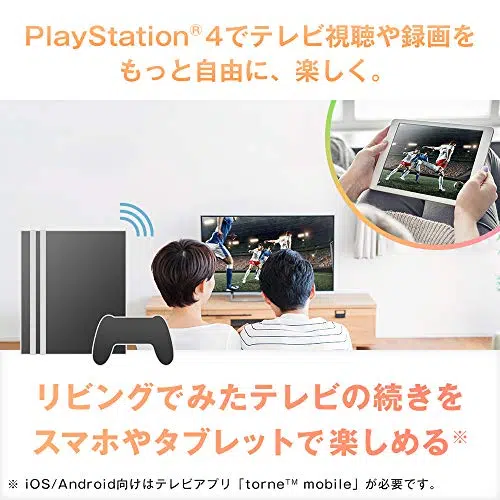 PlayStation®4でテレビ視聴や録画を
もっと自由に、楽しく。
リビングでみたテレビの続きを
スマホやタブレットで楽しめる※
※ iOS/Android向けはテレビアプリ「torne™ mobile」が必要です。